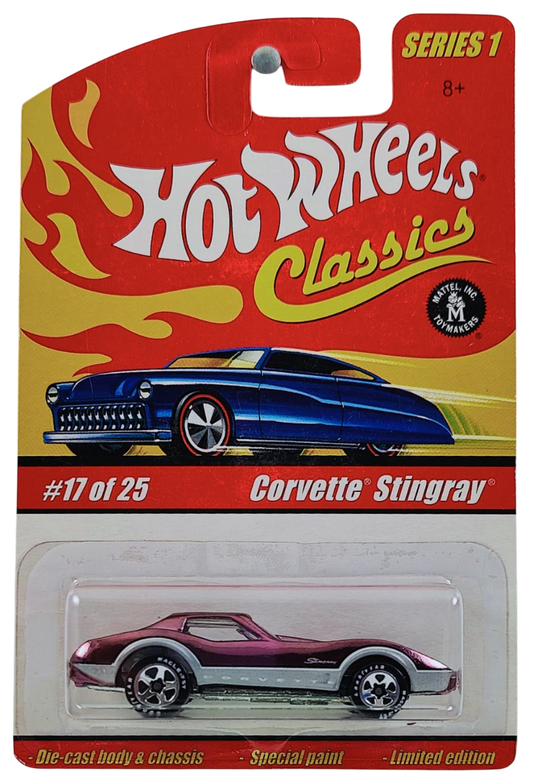 SERIES 1
8+
Hot Wheels®
Classics
MATTEL, INC.
M
TOYMAKERS
®
#17 of 25
Corvette® Stingray®
Stingray
CORVETTE
- Die-cast body & chassis - Special paint - Limited edition